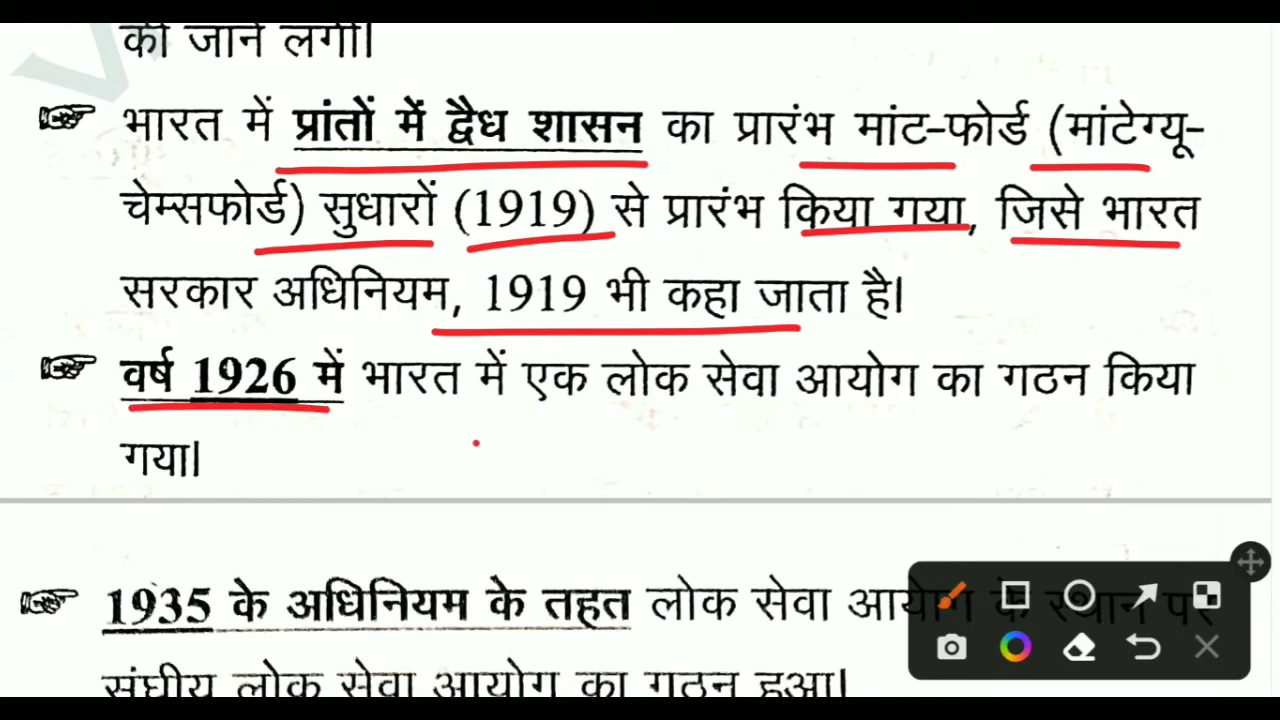 की जाने लगी।
भारत में प्रांतों में द्वैध शासन का प्रारंभ मांट-फोर्ड (मांटेग्यू-
चेम्सफोर्ड) सुधारों (1919) से प्रारंभ किया गया, जिसे भारत
सरकार अधिनियम, 1919 भी कहा जाता है।
वर्ष 1926 में भारत में एक लोक सेवा आयोग का गठन किया
गया।
1935 के अधिनियम के तहत लोक सेवा आयोग के स्थान पर
संघीय लोक सेवा आयोग का गठन हुआ।